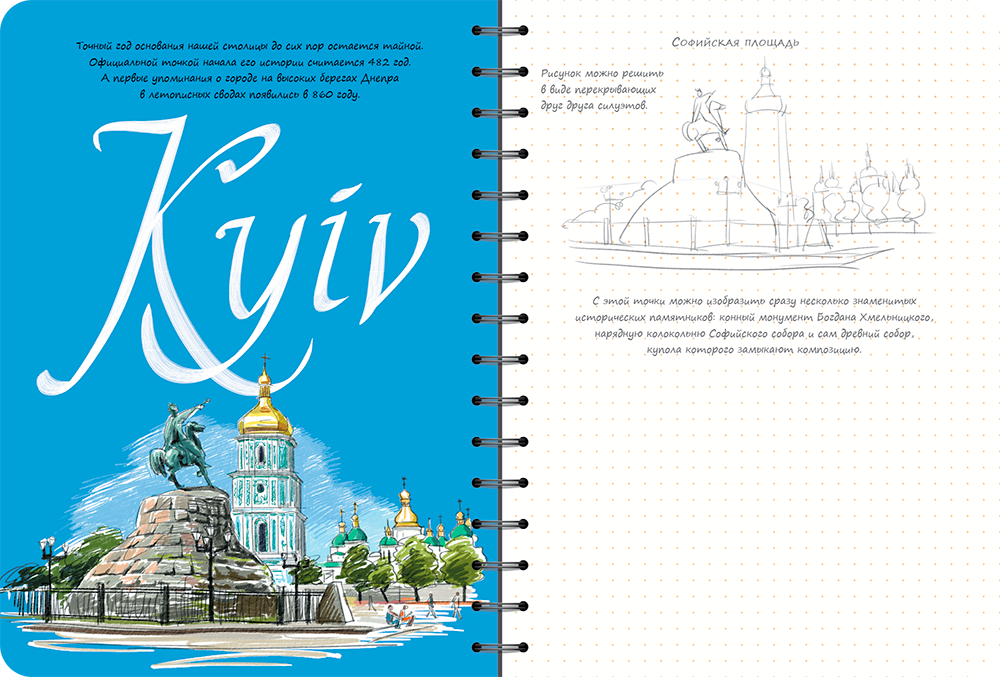 Точный год основания нашей столицы до сих пор остается тайной.
Официальной точкой начала его истории считается 482 год.
А первые упоминания о городе на высоких берегах Днепра
в летописных сводах появились в 860 году.
Kyiv
Софийская площадь
Рисунок можно решить
в виде перекрывающих
друг друга силуэтов.
С этой точки можно изобразить сразу несколько знаменитых
исторических памятников: конный монумент Богдана Хмельницкого,
нарядную колокольню Софийского собора и сам древний собор,
купола которого замыкают композицию.